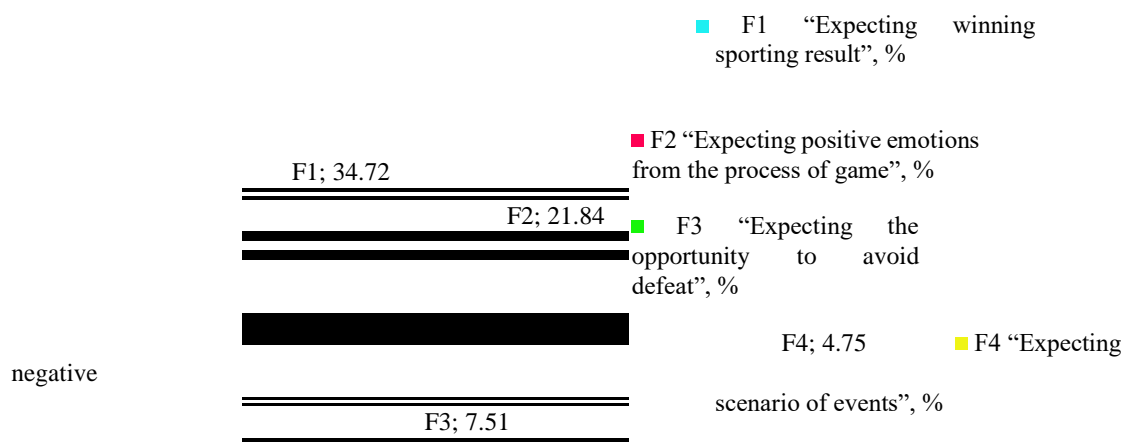 F1 “Expecting winning
sporting result”, %
F2 “Expecting positive emotions
from the process of game”, %
F1; 34.72
F2; 21.84
F3 “Expecting the
opportunity to avoid
defeat”, %
F4; 4.75
F4 “Expecting
negative
scenario of events”, %
F3; 7.51